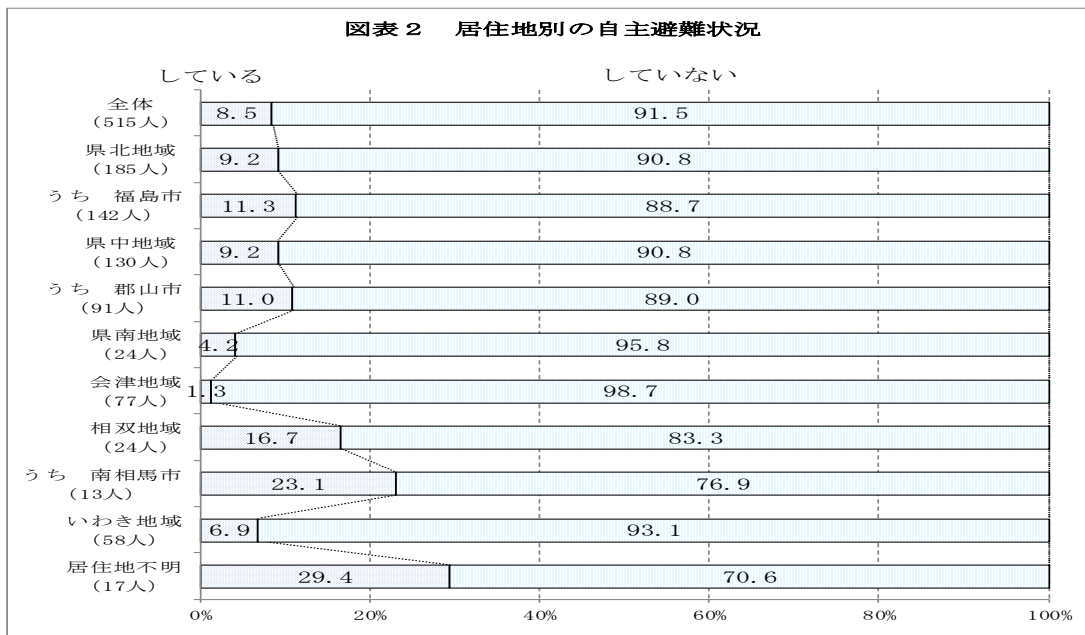 図表２　居住地別の自主避難状況
している　していない
全体
(515人)
8.5　91.5
県北地域
(185人)
9.2　90.8
うち　福島市
(142人)
11.3　88.7
県中地域
(130人)
9.2　90.8
うち　郡山市
(91人)
11.0　89.0
県南地域
(24人)
4.2　95.8
会津地域
(77人)
1.3　98.7
相双地域
(24人)
16.7　83.3
うち　南相馬市
(13人)
23.1　76.9
いわき地域
(58人)
6.9　93.1
居住地不明
(17人)
29.4　70.6
0%　20%　40%　60%　80%　100%